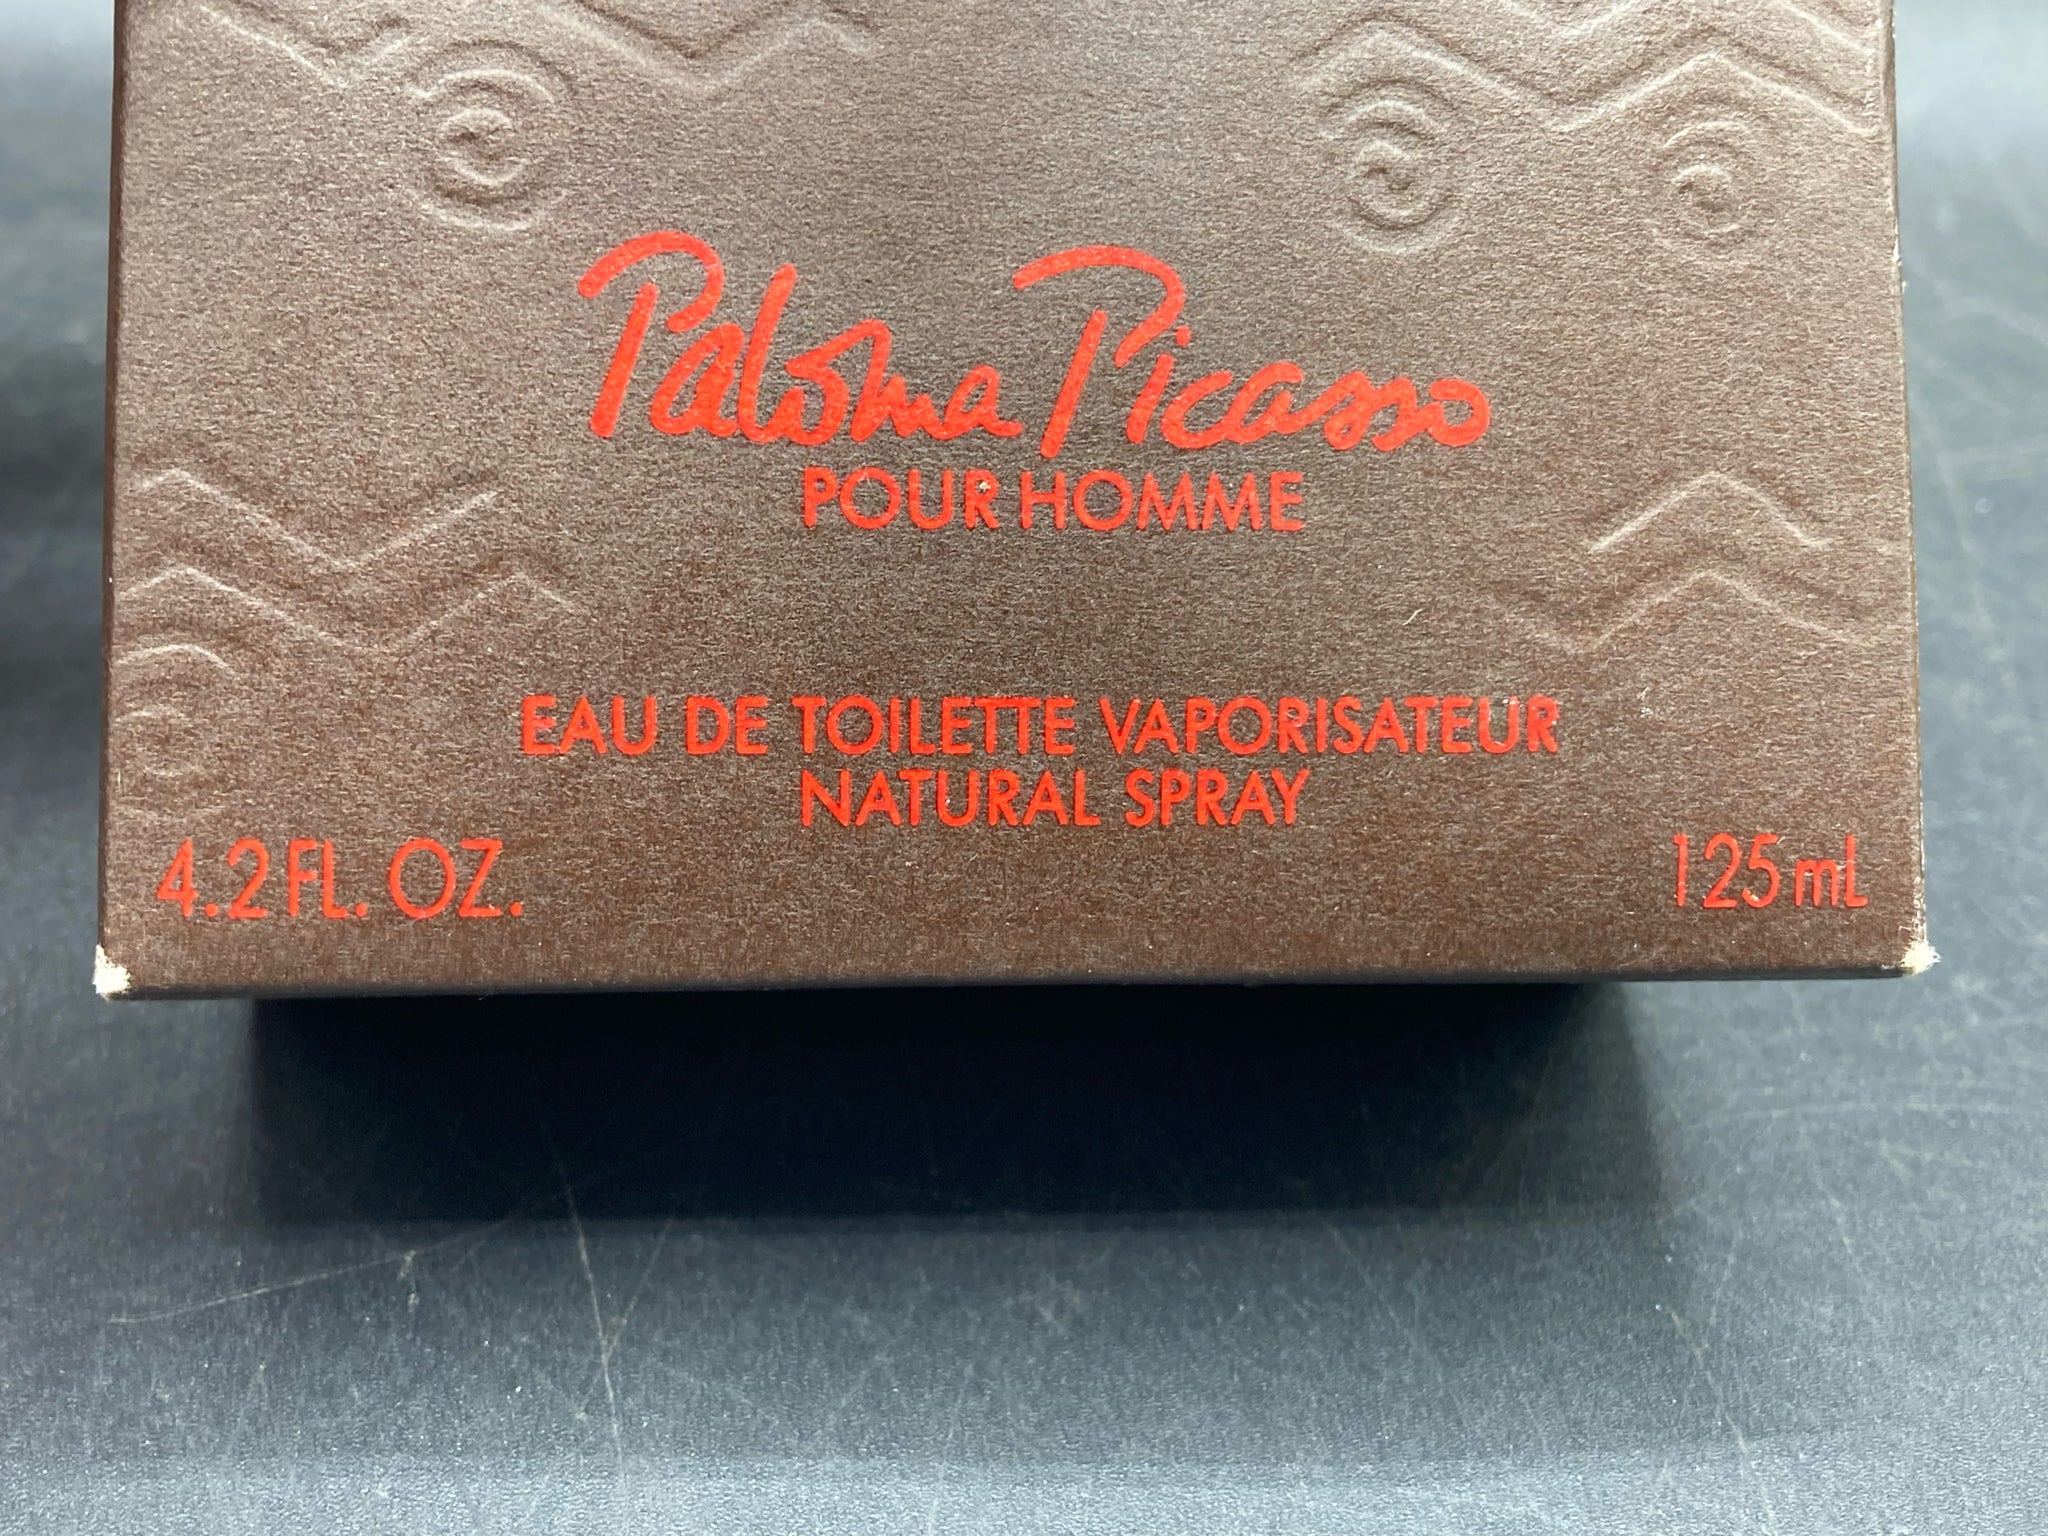 Paloma Picasso
POUR HOMME
EAU DE TOILETTE VAPORISATEUR
NATURAL SPRAY
4.2 FL. OZ.
125 mL